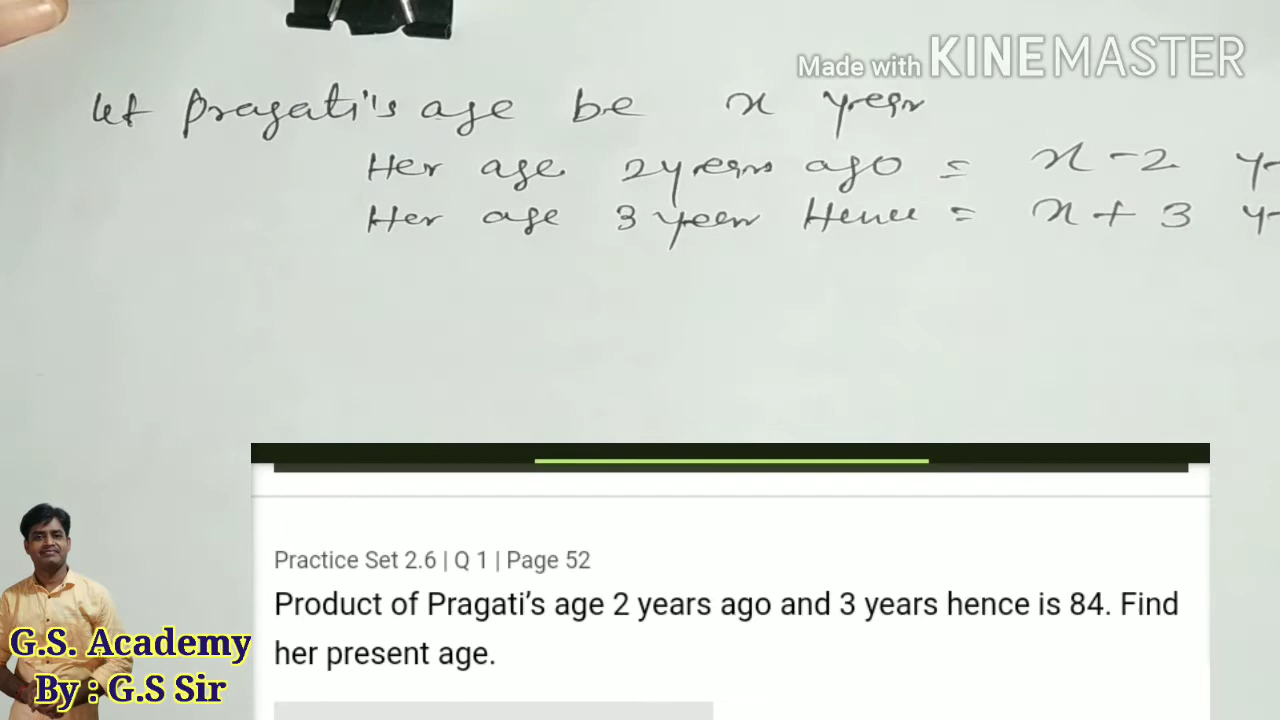 Made with KINEMASTER
let Pragati's age be x years
Her age 2 years ago = x - 2 y
Her age 3 years Hence = x + 3 y
Practice Set 2.6 | Q 1 | Page 52
Product of Pragati's age 2 years ago and 3 years hence is 84. Find
her present age.
G.S. Academy
By : G.S Sir